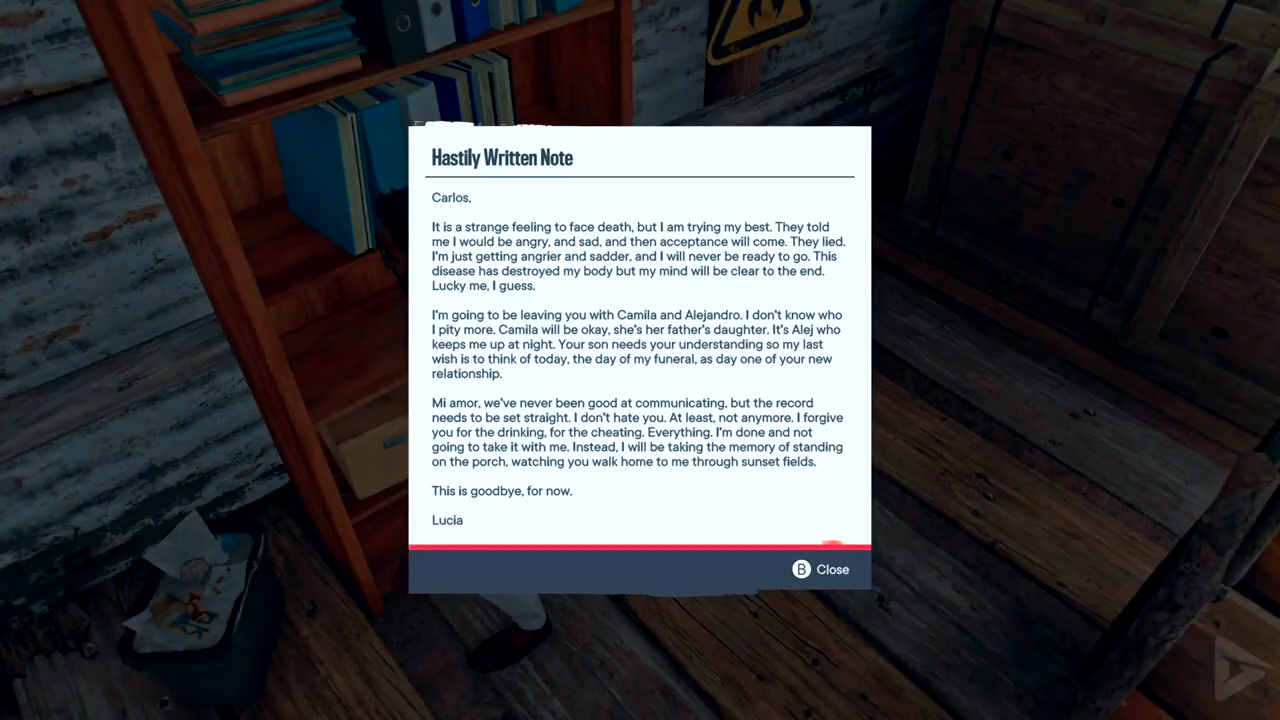 Hastily Written Note
Carlos,
It is a strange feeling to face death, but I am trying my best. They told
me I would be angry, and sad, and then acceptance will come. They lied.
I'm just getting angrier and sadder, and I will never be ready to go. This
disease has destroyed my body but my mind will be clear to the end.
Lucky me, I guess.
I'm going to be leaving you with Camila and Alejandro. I don't know who
I pity more. Camila will be okay, she's her father's daughter. It's Alej who
keeps me up at night. Your son needs your understanding so my last
wish is to think of today, the day of my funeral, as day one of your new
relationship.
Mi amor, we've never been good at communicating, but the record
needs to be set straight. I don't hate you. At least, not anymore. I forgive
you for the drinking, for the cheating. Everything. I'm done and not
going to take it with me. Instead, I will be taking the memory of standing
on the porch, watching you walk home to me through sunset fields.
This is goodbye, for now.
Lucia
B Close